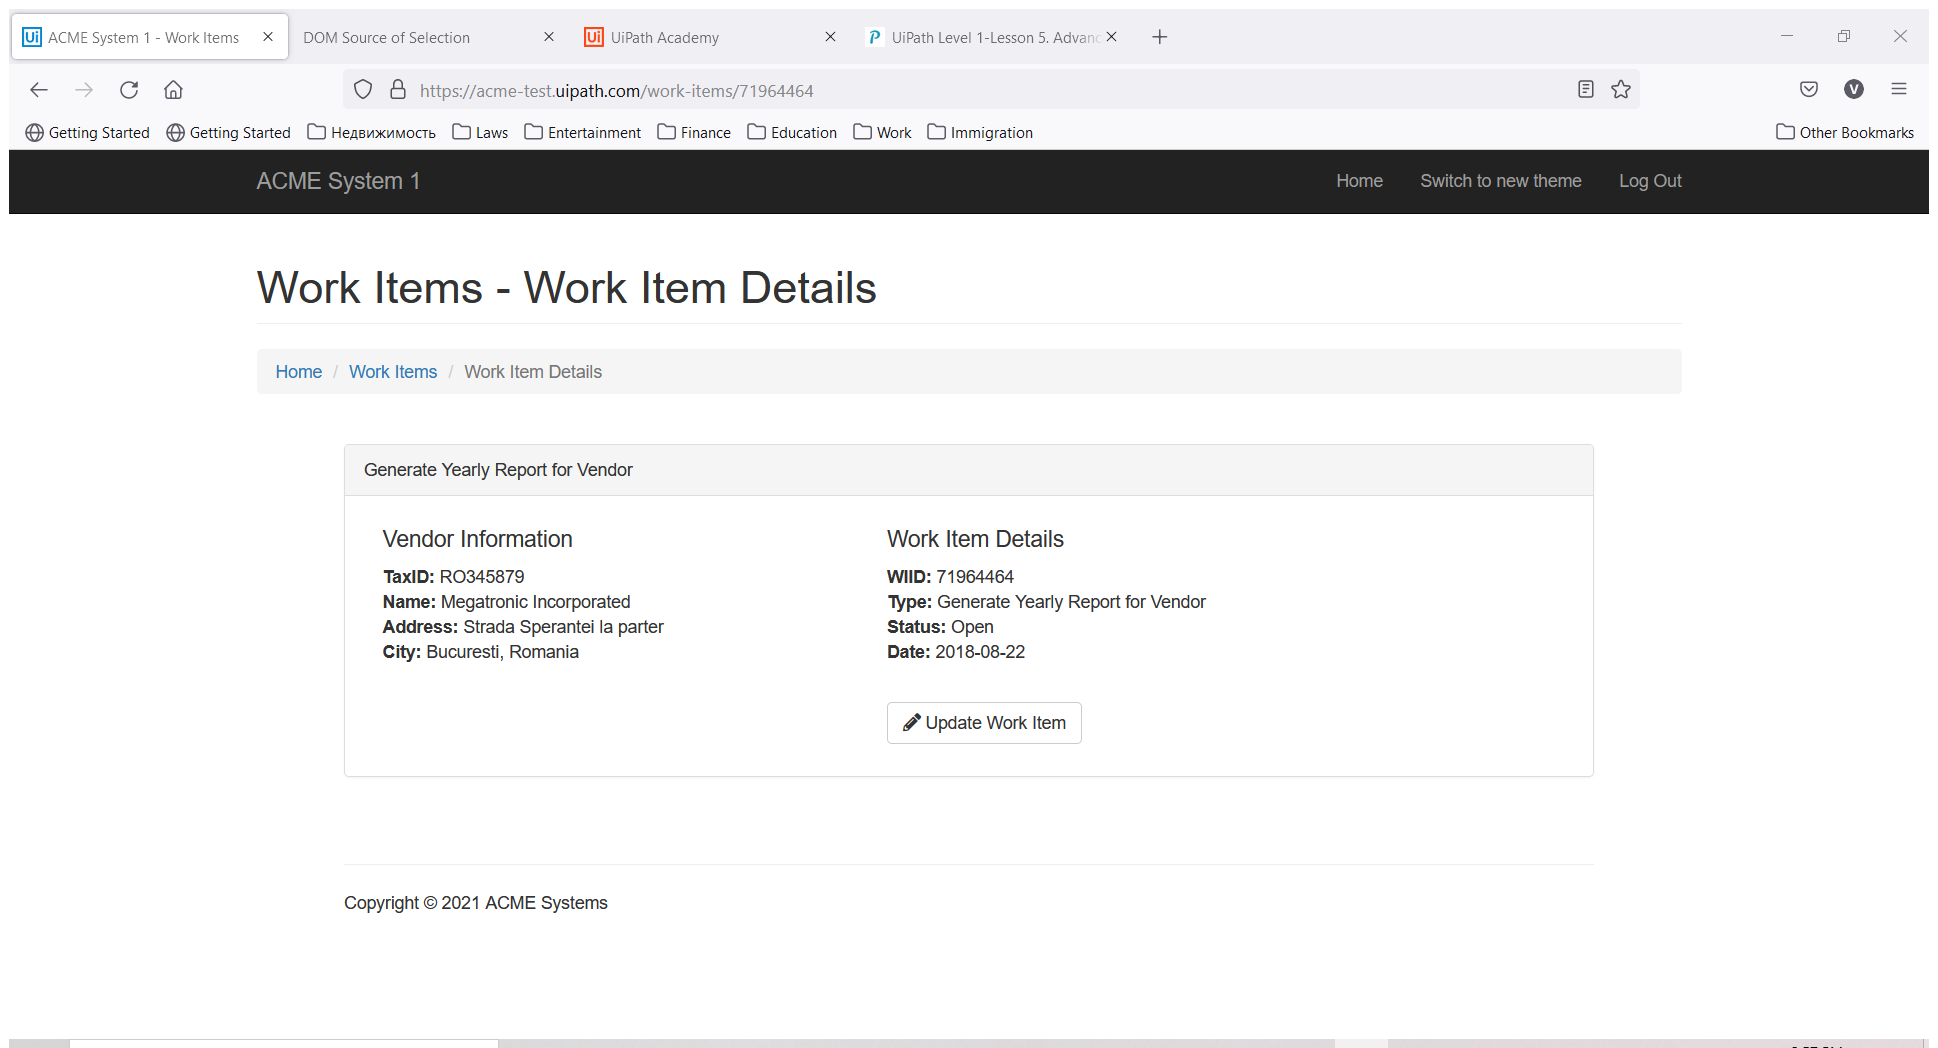 Ui ACME System 1 - Work Items
DOM Source of Selection
Ui UiPath Academy
P UiPath Level 1-Lesson 5. Advanc
https://acme-test.uipath.com/work-items/71964464
V
Getting Started Getting Started Недвижимость Laws Entertainment Finance Education Work Immigration Other Bookmarks
ACME System 1 Home Switch to new theme Log Out
Work Items - Work Item Details
Home / Work Items / Work Item Details
Generate Yearly Report for Vendor
Vendor Information
TaxID: RO345879
Name: Megatronic Incorporated
Address: Strada Sperantei la parter
City: Bucuresti, Romania
Work Item Details
WIID: 71964464
Type: Generate Yearly Report for Vendor
Status: Open
Date: 2018-08-22
Update Work Item
Copyright © 2021 ACME Systems